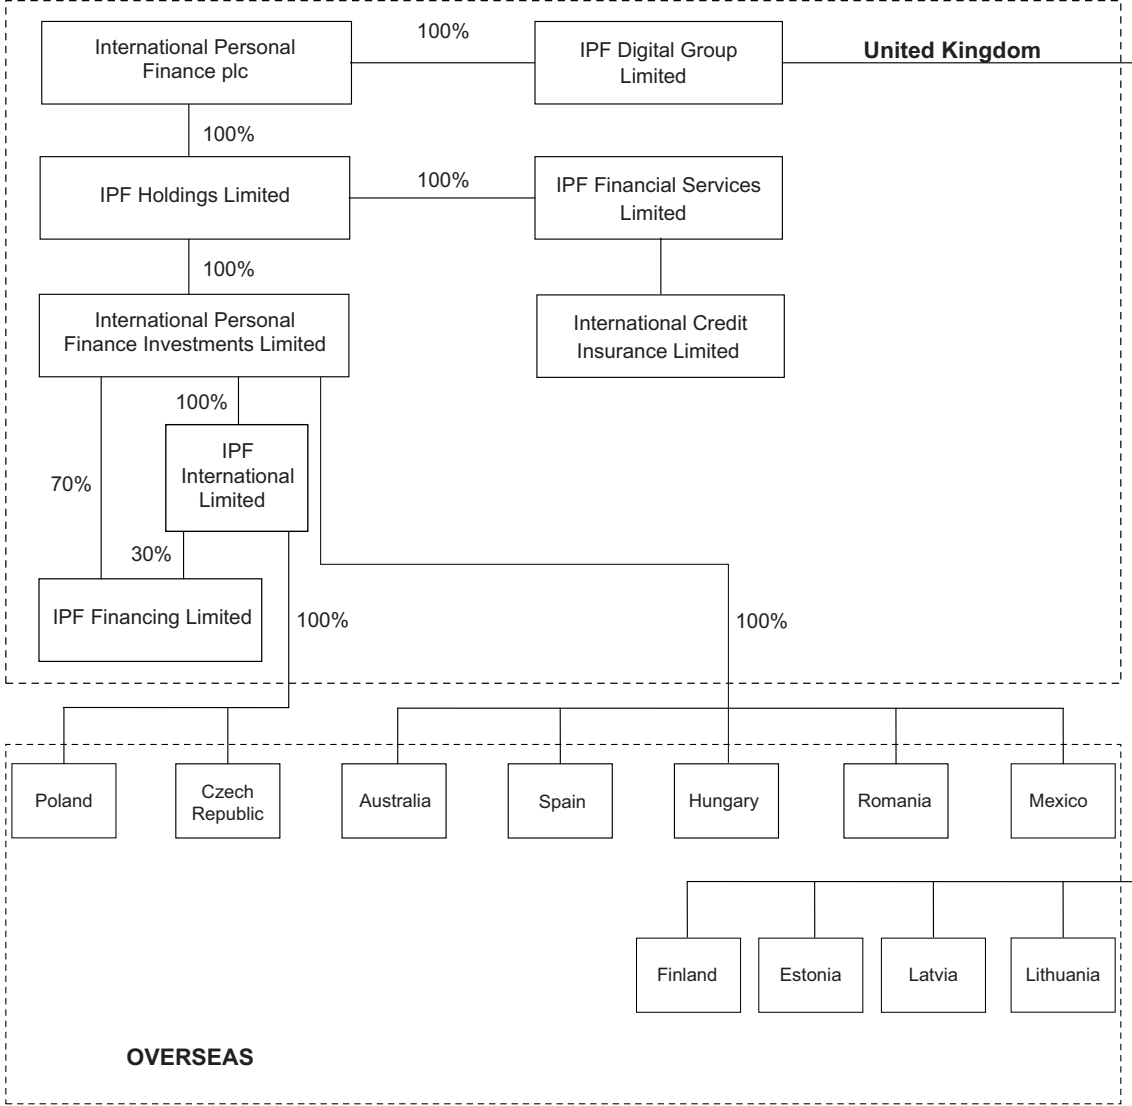 International Personal
Finance plc
100%
IPF Digital Group
Limited
United Kingdom
100%
IPF Holdings Limited
100%
IPF Financial Services
Limited
100%
International Personal
Finance Investments Limited
International Credit
Insurance Limited
100%
IPF
International
Limited
70%
30%
IPF Financing Limited
100%
100%
Poland
Czech
Republic
Australia
Spain
Hungary
Romania
Mexico
Finland
Estonia
Latvia
Lithuania
OVERSEAS